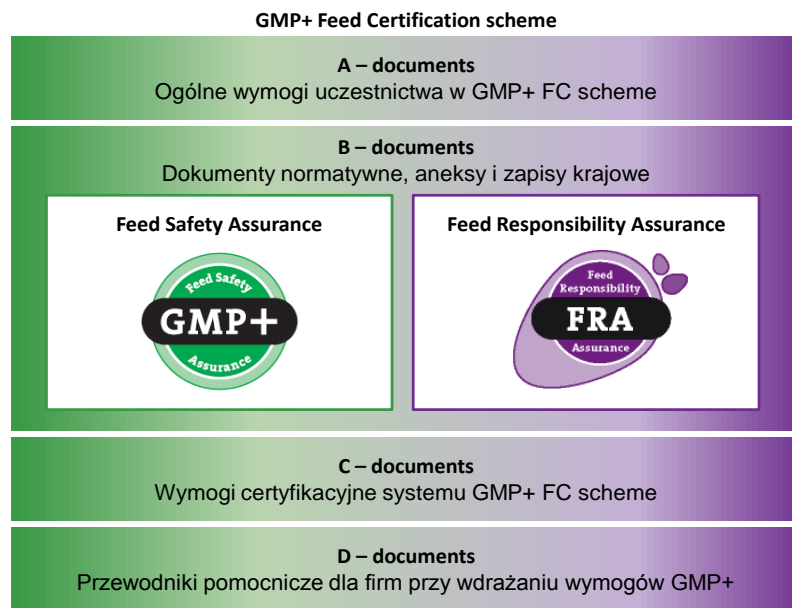 GMP+ Feed Certification scheme
A – documents
Ogólne wymogi uczestnictwa w GMP+ FC scheme
B – documents
Dokumenty normatywne, aneksy i zapisy krajowe
Feed Safety Assurance
Feed Safety
GMP+
Assurance
Feed Responsibility Assurance
Feed
Responsibility
FRA
Assurance
C – documents
Wymogi certyfikacyjne systemu GMP+ FC scheme
D – documents
Przewodniki pomocnicze dla firm przy wdrażaniu wymogów GMP+